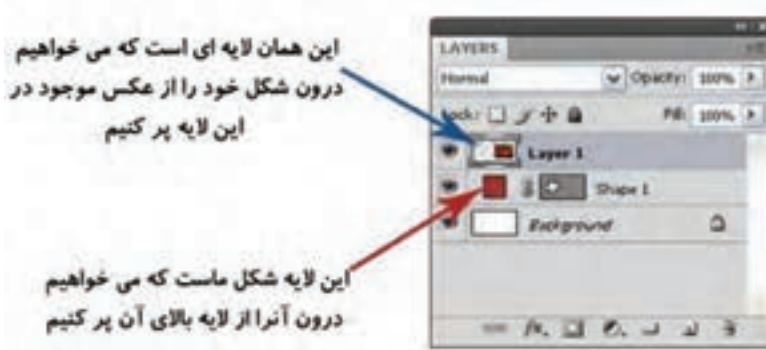 این همان لایه ای است که می خواهیم
درون شکل خود را از عکس موجود در
این لایه پر کنیم
LAYERS
Normal Opacity: 100%
Lock: Fill: 100%
Layer 1
Shape 1
Background
fx.
این لایه شکل ماست که می خواهیم
درون آنرا از لایه بالای آن پر کنیم